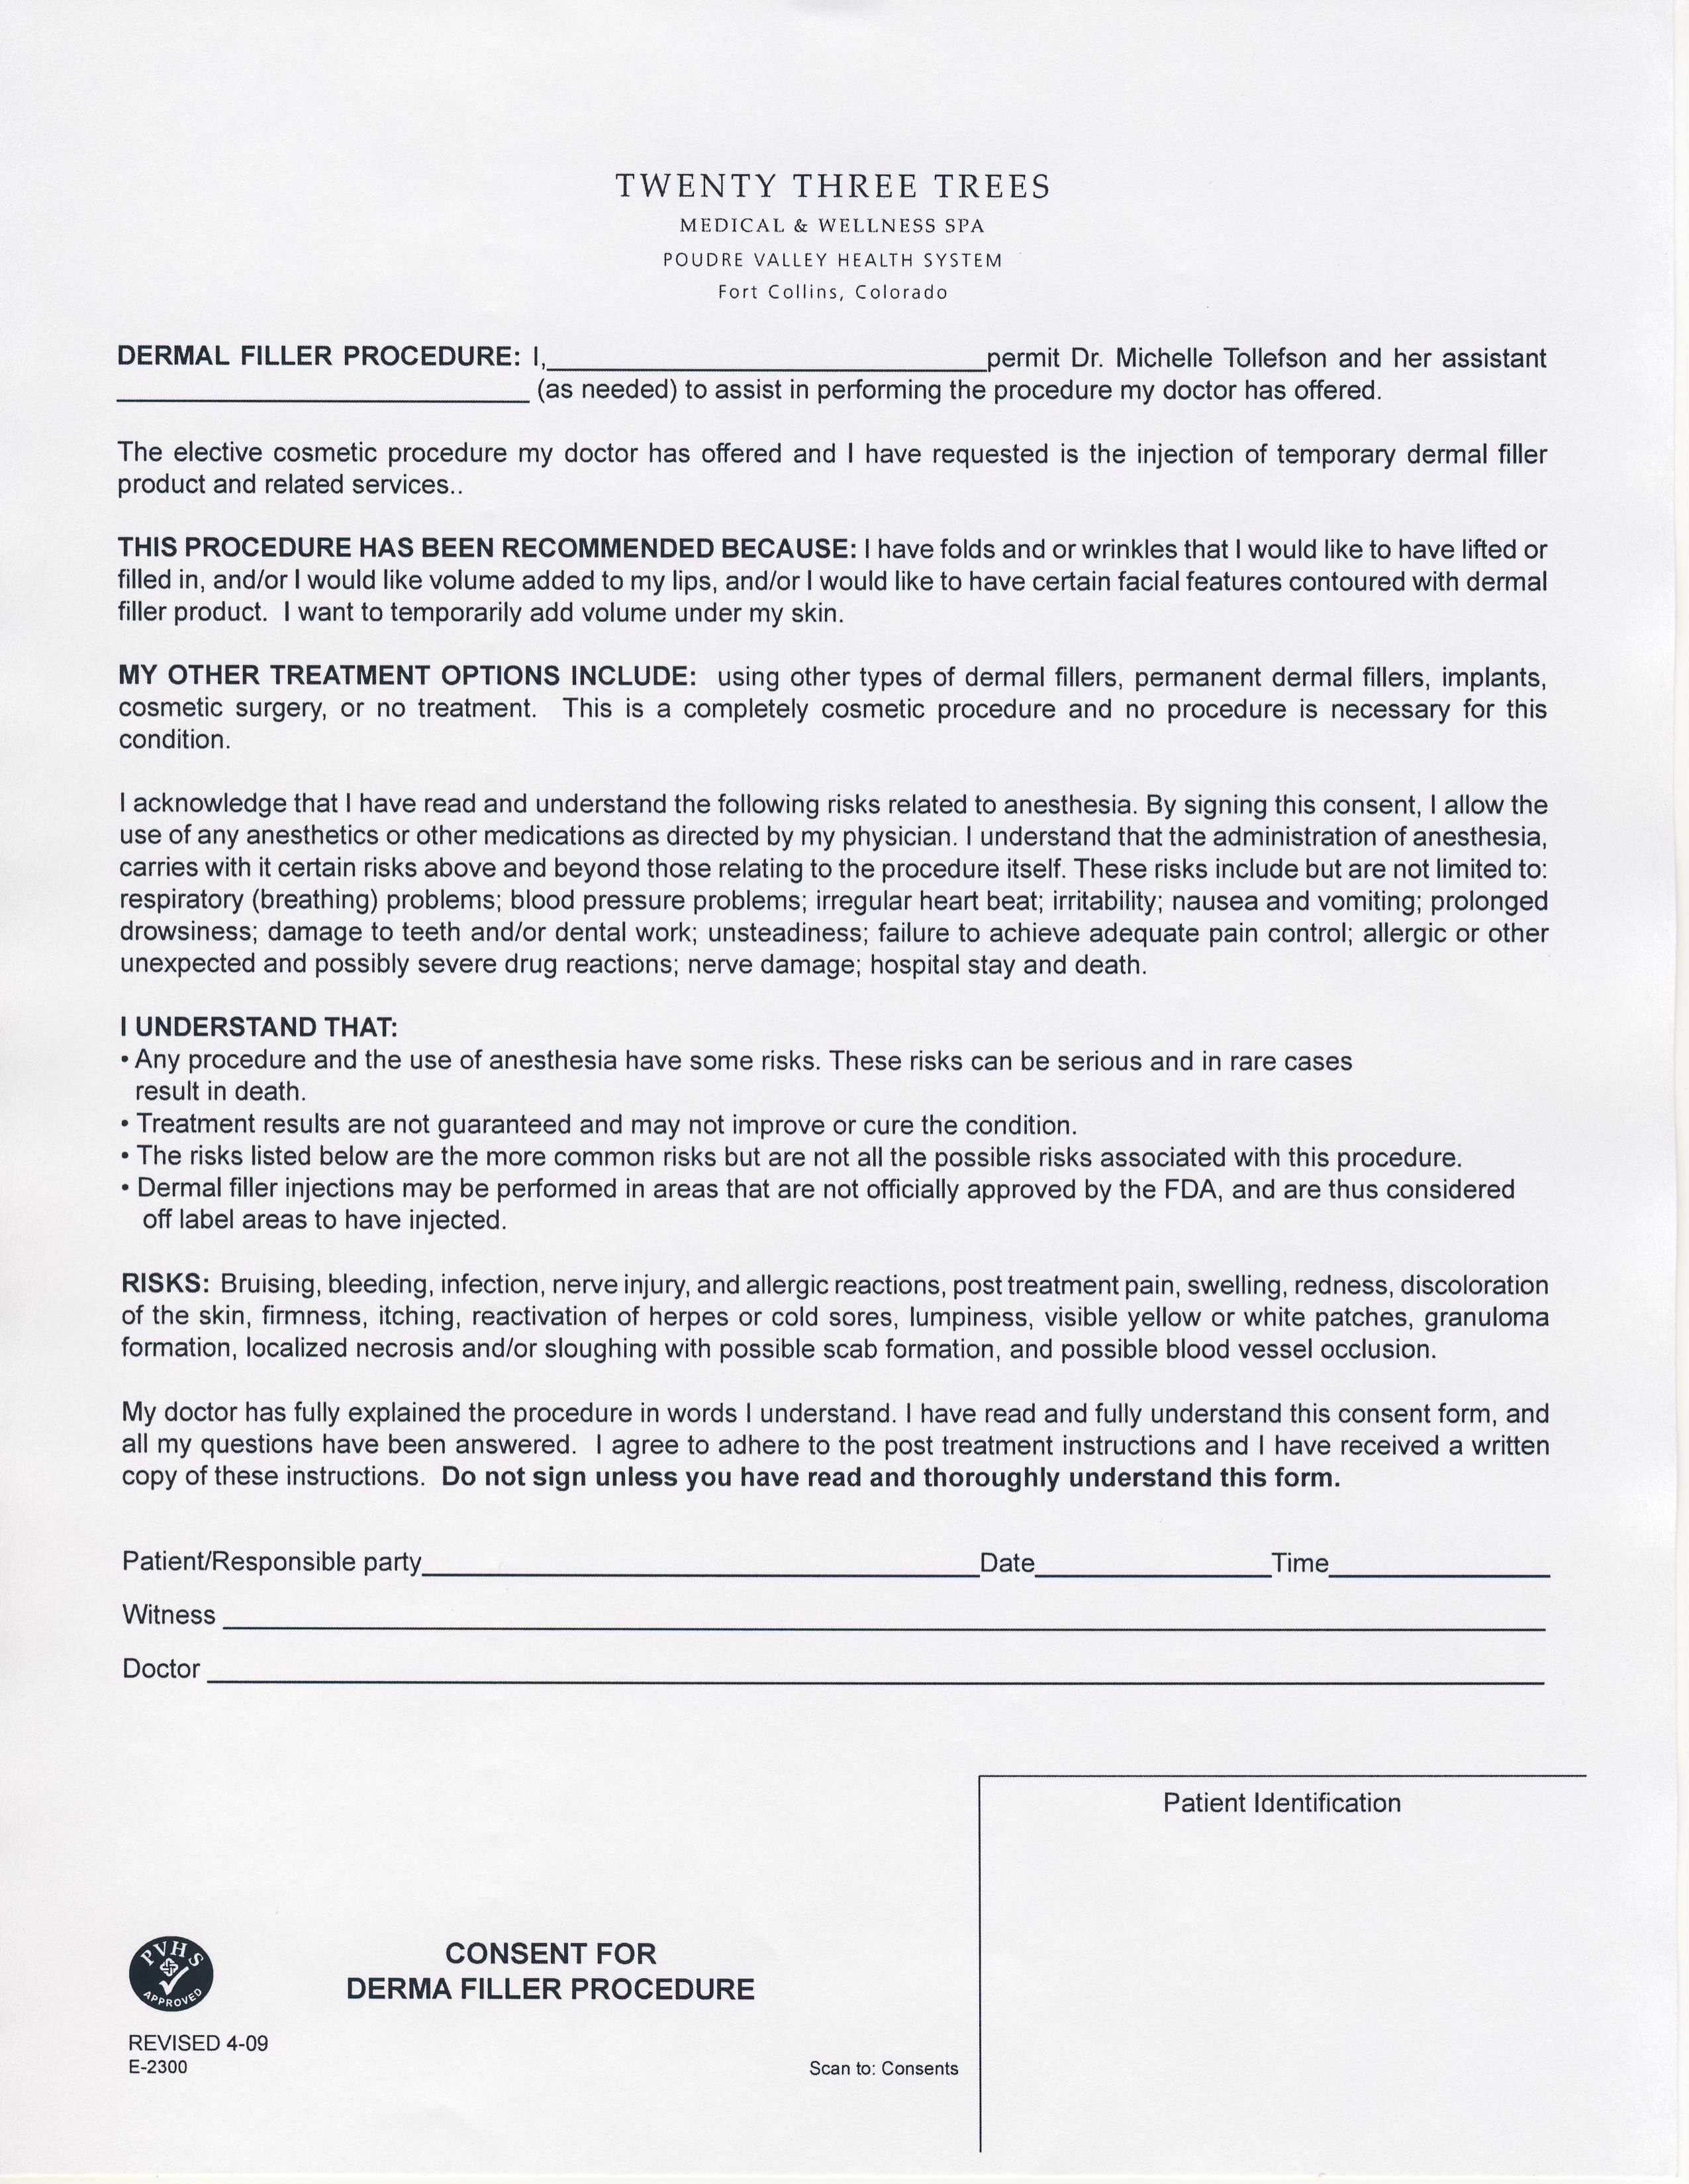 TWENTY THREE TREES
MEDICAL & WELLNESS SPA
POUDRE VALLEY HEALTH SYSTEM
Fort Collins, Colorado
DERMAL FILLER PROCEDURE: I,____________________permit Dr. Michelle Tollefson and her assistant
____________________ (as needed) to assist in performing the procedure my doctor has offered.
The elective cosmetic procedure my doctor has offered and I have requested is the injection of temporary dermal filler
product and related services..
THIS PROCEDURE HAS BEEN RECOMMENDED BECAUSE: I have folds and or wrinkles that I would like to have lifted or
filled in, and/or I would like volume added to my lips, and/or I would like to have certain facial features contoured with dermal
filler product. I want to temporarily add volume under my skin.
MY OTHER TREATMENT OPTIONS INCLUDE: using other types of dermal fillers, permanent dermal fillers, implants,
cosmetic surgery, or no treatment. This is a completely cosmetic procedure and no procedure is necessary for this
condition.
I acknowledge that I have read and understand the following risks related to anesthesia. By signing this consent, I allow the
use of any anesthetics or other medications as directed by my physician. I understand that the administration of anesthesia,
carries with it certain risks above and beyond those relating to the procedure itself. These risks include but are not limited to:
respiratory (breathing) problems; blood pressure problems; irregular heart beat; irritability; nausea and vomiting; prolonged
drowsiness; damage to teeth and/or dental work; unsteadiness; failure to achieve adequate pain control; allergic or other
unexpected and possibly severe drug reactions; nerve damage; hospital stay and death.
I UNDERSTAND THAT:
• Any procedure and the use of anesthesia have some risks. These risks can be serious and in rare cases
result in death.
• Treatment results are not guaranteed and may not improve or cure the condition.
• The risks listed below are the more common risks but are not all the possible risks associated with this procedure.
• Dermal filler injections may be performed in areas that are not officially approved by the FDA, and are thus considered
off label areas to have injected.
RISKS: Bruising, bleeding, infection, nerve injury, and allergic reactions, post treatment pain, swelling, redness, discoloration
of the skin, firmness, itching, reactivation of herpes or cold sores, lumpiness, visible yellow or white patches, granuloma
formation, localized necrosis and/or sloughing with possible scab formation, and possible blood vessel occlusion.
My doctor has fully explained the procedure in words I understand. I have read and fully understand this consent form, and
all my questions have been answered. I agree to adhere to the post treatment instructions and I have received a written
copy of these instructions. Do not sign unless you have read and thoroughly understand this form.
Patient/Responsible party____________________Date__________Time__________
Witness ____________________
Doctor ____________________
Patient Identification
PVHS
APPROVED
CONSENT FOR
DERMA FILLER PROCEDURE
REVISED 4-09
E-2300
Scan to: Consents